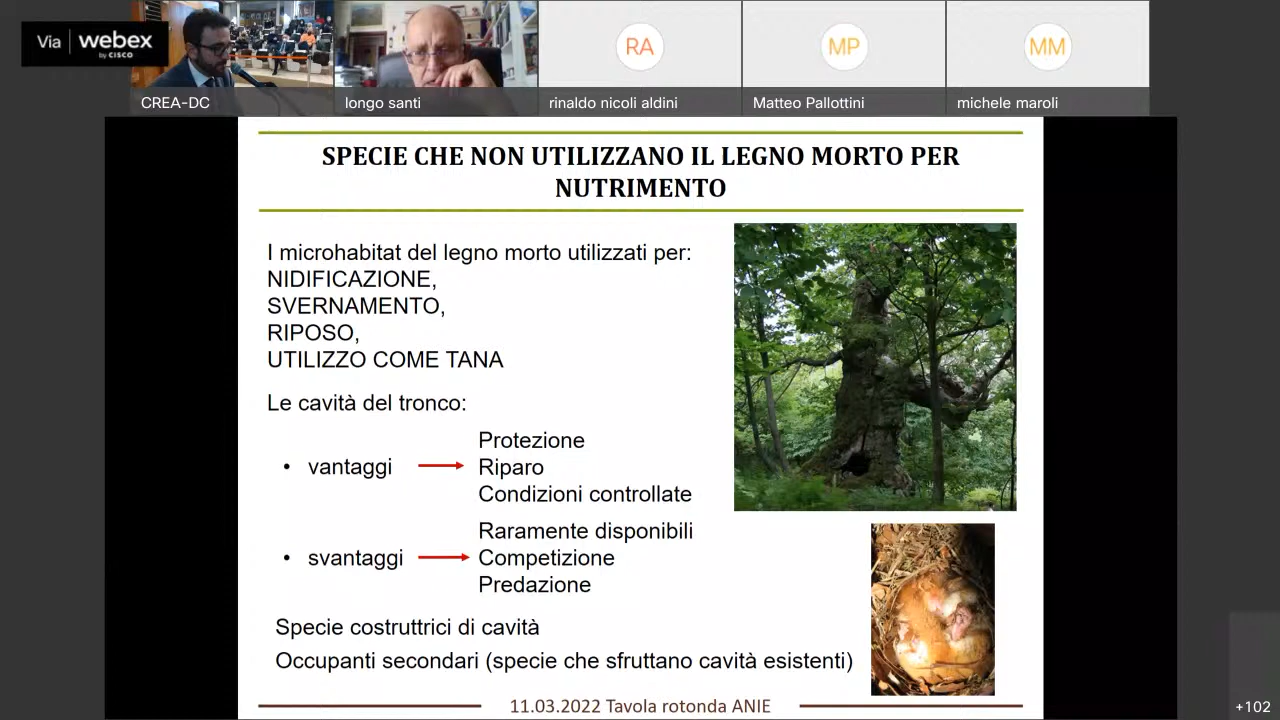 Via webex
by CISCO
CREA-DC
longo santi
RA
rinaldo nicoli aldini
MP
Matteo Pallottini
MM
michele maroli
SPECIE CHE NON UTILIZZANO IL LEGNO MORTO PER
NUTRIMENTO
I microhabitat del legno morto utilizzati per:
NIDIFICAZIONE,
SVERNAMENTO,
RIPOSO,
UTILIZZO COME TANA
Le cavità del tronco:
• vantaggi
Protezione
Riparo
Condizioni controllate
• svantaggi
Raramente disponibili
Competizione
Predazione
Specie costruttrici di cavità
Occupanti secondari (specie che sfruttano cavità esistenti)
11.03.2022 Tavola rotonda ANIE
+102